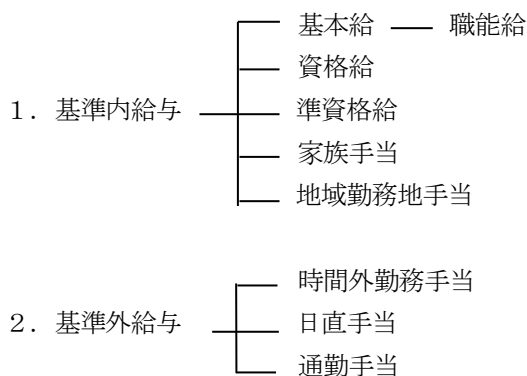 基本給 職能給
資格給
1．基準内給与 準資格給
家族手当
地域勤務地手当
時間外勤務手当
2．基準外給与 日直手当
通勤手当